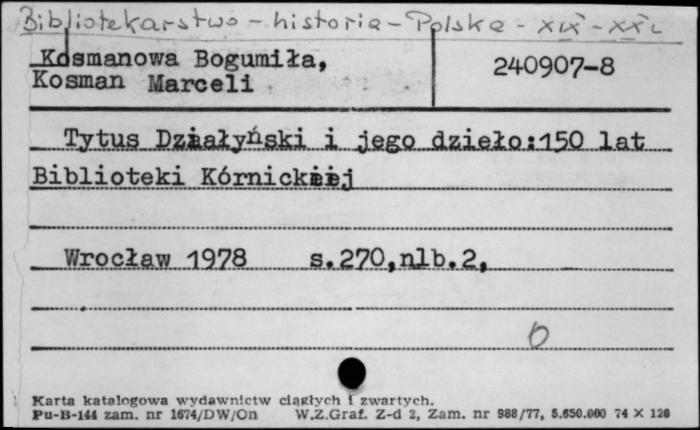 Bibliotekarstwo - historia - Polska - XIX - XX w.
Kosmanowa Bogumiła,
240907-8
Kosman Marceli
Tytus Działyński i jego dzieło:150 lat
Biblioteki Kórnickiej
Wrocław 1978 s.270,nlb.2,
Karta katalogowa wydawnictw ciągłych i zwartych.
Pu-B-144 zam. nr 1674/DW/On W.Z.Graf. Z-d 2, Zam. nr 988/77, 5.650.000 74 X 120